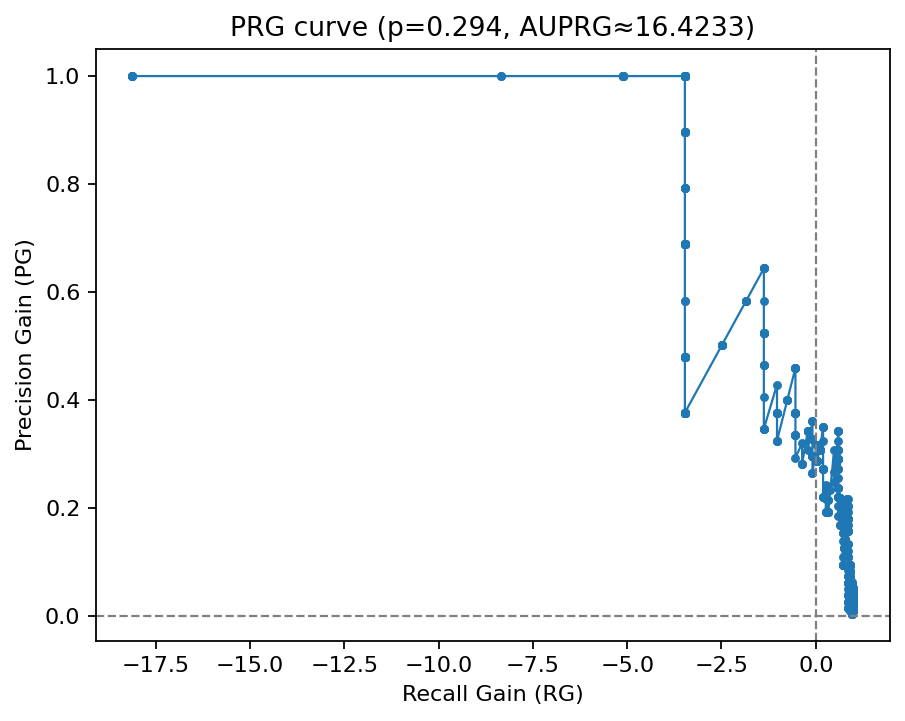 PRG curve (p=0.294, AUPRG≈16.4233)
1.0
0.8
0.6
0.4
0.2
0.0
Precision Gain (PG)
−17.5 −15.0 −12.5 −10.0 −7.5 −5.0 −2.5 0.0
Recall Gain (RG)